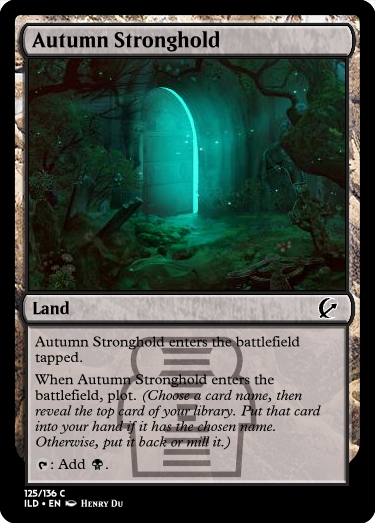 Autumn Stronghold
Land
Autumn Stronghold enters the battlefield
tapped.
When Autumn Stronghold enters the
battlefield, plot. (Choose a card name, then
reveal the top card of your library. Put that card
into your hand if it has the chosen name.
Otherwise, put it back or mill it.)
: Add .
125/136 C
ILD • EN Henry Du